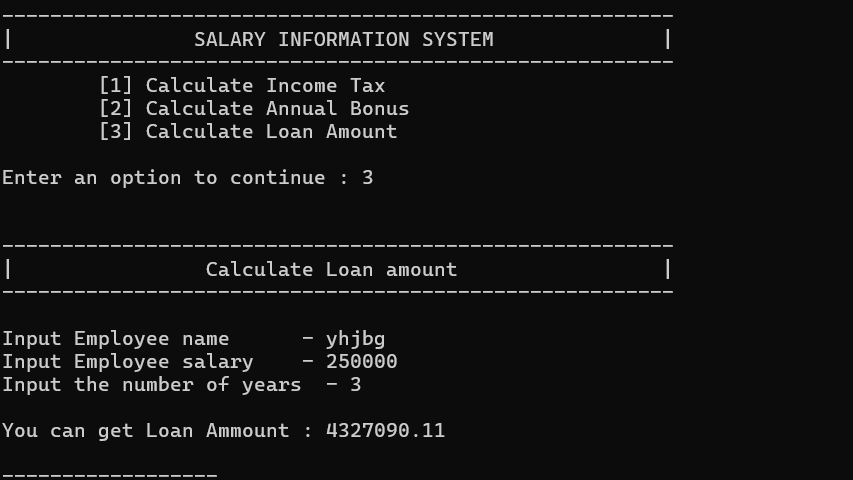 --------------------------------------------------------
|               SALARY INFORMATION SYSTEM              |
--------------------------------------------------------
        [1] Calculate Income Tax
        [2] Calculate Annual Bonus
        [3] Calculate Loan Amount
Enter an option to continue : 3
--------------------------------------------------------
|                Calculate Loan amount                 |
--------------------------------------------------------
Input Employee name      - yhjbg
Input Employee salary    - 250000
Input the number of years  - 3
You can get Loan Ammount : 4327090.11
------------------